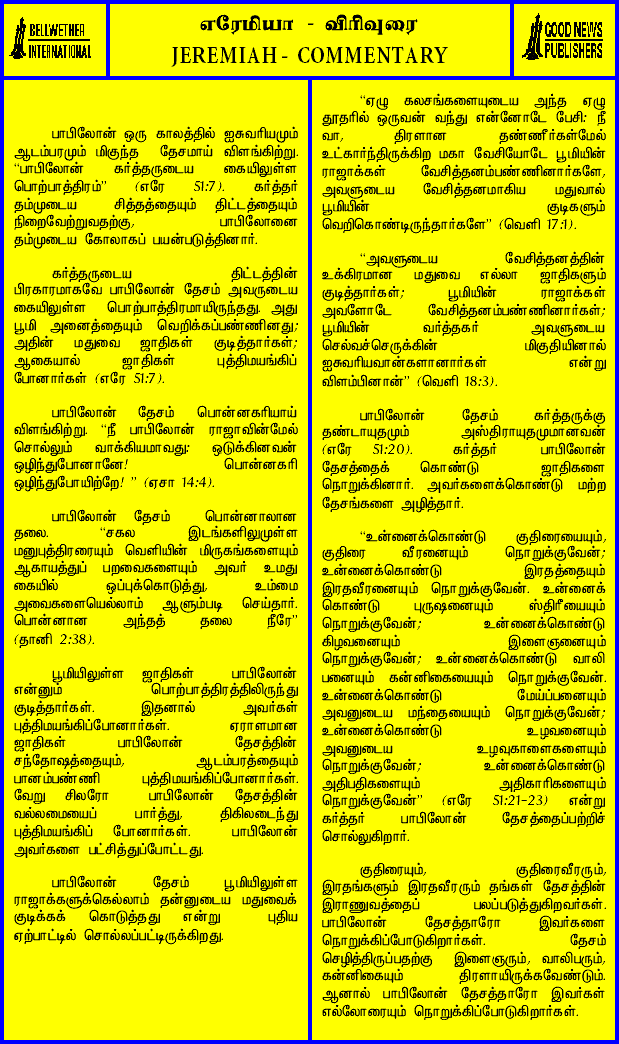 BELLWETHER
INTERNATIONAL
எரேமியா - விரிவுரை
JEREMIAH - COMMENTARY
GOOD NEWS
PUBLISHERS
பாபிலோன் ஒரு காலத்தில் ஐசுவரியமும்
ஆடம்பரமும் மிகுந்த தேசமாய் விளங்கிற்று.
“பாபிலோன் கர்த்தருடைய கையிலுள்ள
பொற்பாத்திரம்” (எரே 51:7). கர்த்தர்
தம்முடைய சித்தத்தையும் திட்டத்தையும்
நிறைவேற்றுவதற்கு, பாபிலோனை
தம்முடைய கோலாகப் பயன்படுத்தினார்.
கர்த்தருடைய திட்டத்தின்
பிரகாரமாகவே பாபிலோன் தேசம் அவருடைய
கையிலுள்ள பொற்பாத்திரமாயிருந்தது. அது
பூமி அனைத்தையும் வெறிக்கப்பண்ணினது;
அதின் மதுவை ஜாதிகள் குடித்தார்கள்;
ஆகையால் ஜாதிகள் புத்திமயங்கிப்
போனார்கள் (எரே 51:7).
பாபிலோன் தேசம் பொன்னகரியாய்
விளங்கிற்று. “நீ பாபிலோன் ராஜாவின்மேல்
சொல்லும் வாக்கியமாவது: ஒடுக்கினவன்
ஒழிந்துபோனானே! பொன்னகரி
ஒழிந்துபோயிற்றே! ” (ஏசா 14:4).
பாபிலோன் தேசம் பொன்னாலான
தலை. “சகல இடங்களிலுமுள்ள
மனுபுத்திரரையும் வெளியின் மிருகங்களையும்
ஆகாயத்துப் பறவைகளையும் அவர் உமது
கையில் ஒப்புக்கொடுத்து, உம்மை
அவைகளையெல்லாம் ஆளும்படி செய்தார்.
பொன்னான அந்தத் தலை நீரே”
(தானி 2:38).
பூமியிலுள்ள ஜாதிகள் பாபிலோன்
என்னும் பொற்பாத்திரத்திலிருந்து
குடித்தார்கள். இதனால் அவர்கள்
புத்திமயங்கிப்போனார்கள். ஏராளமான
ஜாதிகள் பாபிலோன் தேசத்தின்
சந்தோஷத்தையும், ஆடம்பரத்தையும்
பானம்பண்ணி புத்திமயங்கிப்போனார்கள்.
வேறு சிலரோ பாபிலோன் தேசத்தின்
வல்லமையைப் பார்த்து, திகிலடைந்து
புத்திமயங்கிப் போனார்கள். பாபிலோன்
அவர்களை பட்சித்துப்போட்டது.
பாபிலோன் தேசம் பூமியிலுள்ள
ராஜாக்களுக்கெல்லாம் தன்னுடைய மதுவைக்
குடிக்கக் கொடுத்தது என்று புதிய
ஏற்பாட்டில் சொல்லப்பட்டிருக்கிறது.
“ஏழு கலசங்களையுடைய அந்த ஏழு
தூதரில் ஒருவன் வந்து என்னோடே பேசி: நீ
வா, திரளான தண்ணீர்கள்மேல்
உட்கார்ந்திருக்கிற மகா வேசியோடே பூமியின்
ராஜாக்கள் வேசித்தனம்பண்ணினார்களே,
அவளுடைய வேசித்தனமாகிய மதுவால்
பூமியின் குடிகளும்
வெறிகொண்டிருந்தார்களே” (வெளி 17:1).
“அவளுடைய வேசித்தனத்தின்
உக்கிரமான மதுவை எல்லா ஜாதிகளும்
குடித்தார்கள்; பூமியின் ராஜாக்கள்
அவளோடே வேசித்தனம்பண்ணினார்கள்;
பூமியின் வர்த்தகர் அவளுடைய
செல்வச்செருக்கின் மிகுதியினால்
ஐசுவரியவான்களானார்கள் என்று
விளம்பினான்” (வெளி 18:3).
பாபிலோன் தேசம் கர்த்தருக்கு
தண்டாயுதமும் அஸ்திராயுதமுமானவன்
(எரே 51:20). கர்த்தர் பாபிலோன்
தேசத்தைக் கொண்டு ஜாதிகளை
நொறுக்கினார். அவர்களைக்கொண்டு மற்ற
தேசங்களை அழித்தார்.
“உன்னைக்கொண்டு குதிரையையும்,
குதிரை வீரனையும் நொறுக்குவேன்;
உன்னைக்கொண்டு இரதத்தையும்
இரதவீரனையும் நொறுக்குவேன். உன்னைக்
கொண்டு புருஷனையும் ஸ்திரீயையும்
நொறுக்குவேன்; உன்னைக்கொண்டு
கிழவனையும் இளைஞனையும்
நொறுக்குவேன்; உன்னைக்கொண்டு வாலி
பனையும் கன்னிகையையும் நொறுக்குவேன்.
உன்னைக்கொண்டு மேய்ப்பனையும்
அவனுடைய மந்தையையும் நொறுக்குவேன்;
உன்னைக்கொண்டு உழவனையும்
அவனுடைய உழவுகாளைகளையும்
நொறுக்குவேன்; உன்னைக்கொண்டு
அதிபதிகளையும் அதிகாரிகளையும்
நொறுக்குவேன்” (எரே 51:21-23) என்று
கர்த்தர் பாபிலோன் தேசத்தைப்பற்றிச்
சொல்லுகிறார்.
குதிரையும், குதிரைவீரரும்,
இரதங்களும் இரதவீரரும் தங்கள் தேசத்தின்
இராணுவத்தைப் பலப்படுத்துகிறவர்கள்.
பாபிலோன் தேசத்தாரோ இவர்களை
நொறுக்கிப்போடுகிறார்கள். தேசம்
செழித்திருப்பதற்கு இளைஞரும், வாலிபரும்,
கன்னிகையும் திரளாயிருக்கவேண்டும்.
ஆனால் பாபிலோன் தேசத்தாரோ இவர்கள்
எல்லோரையும் நொறுக்கிப்போடுகிறார்கள்.